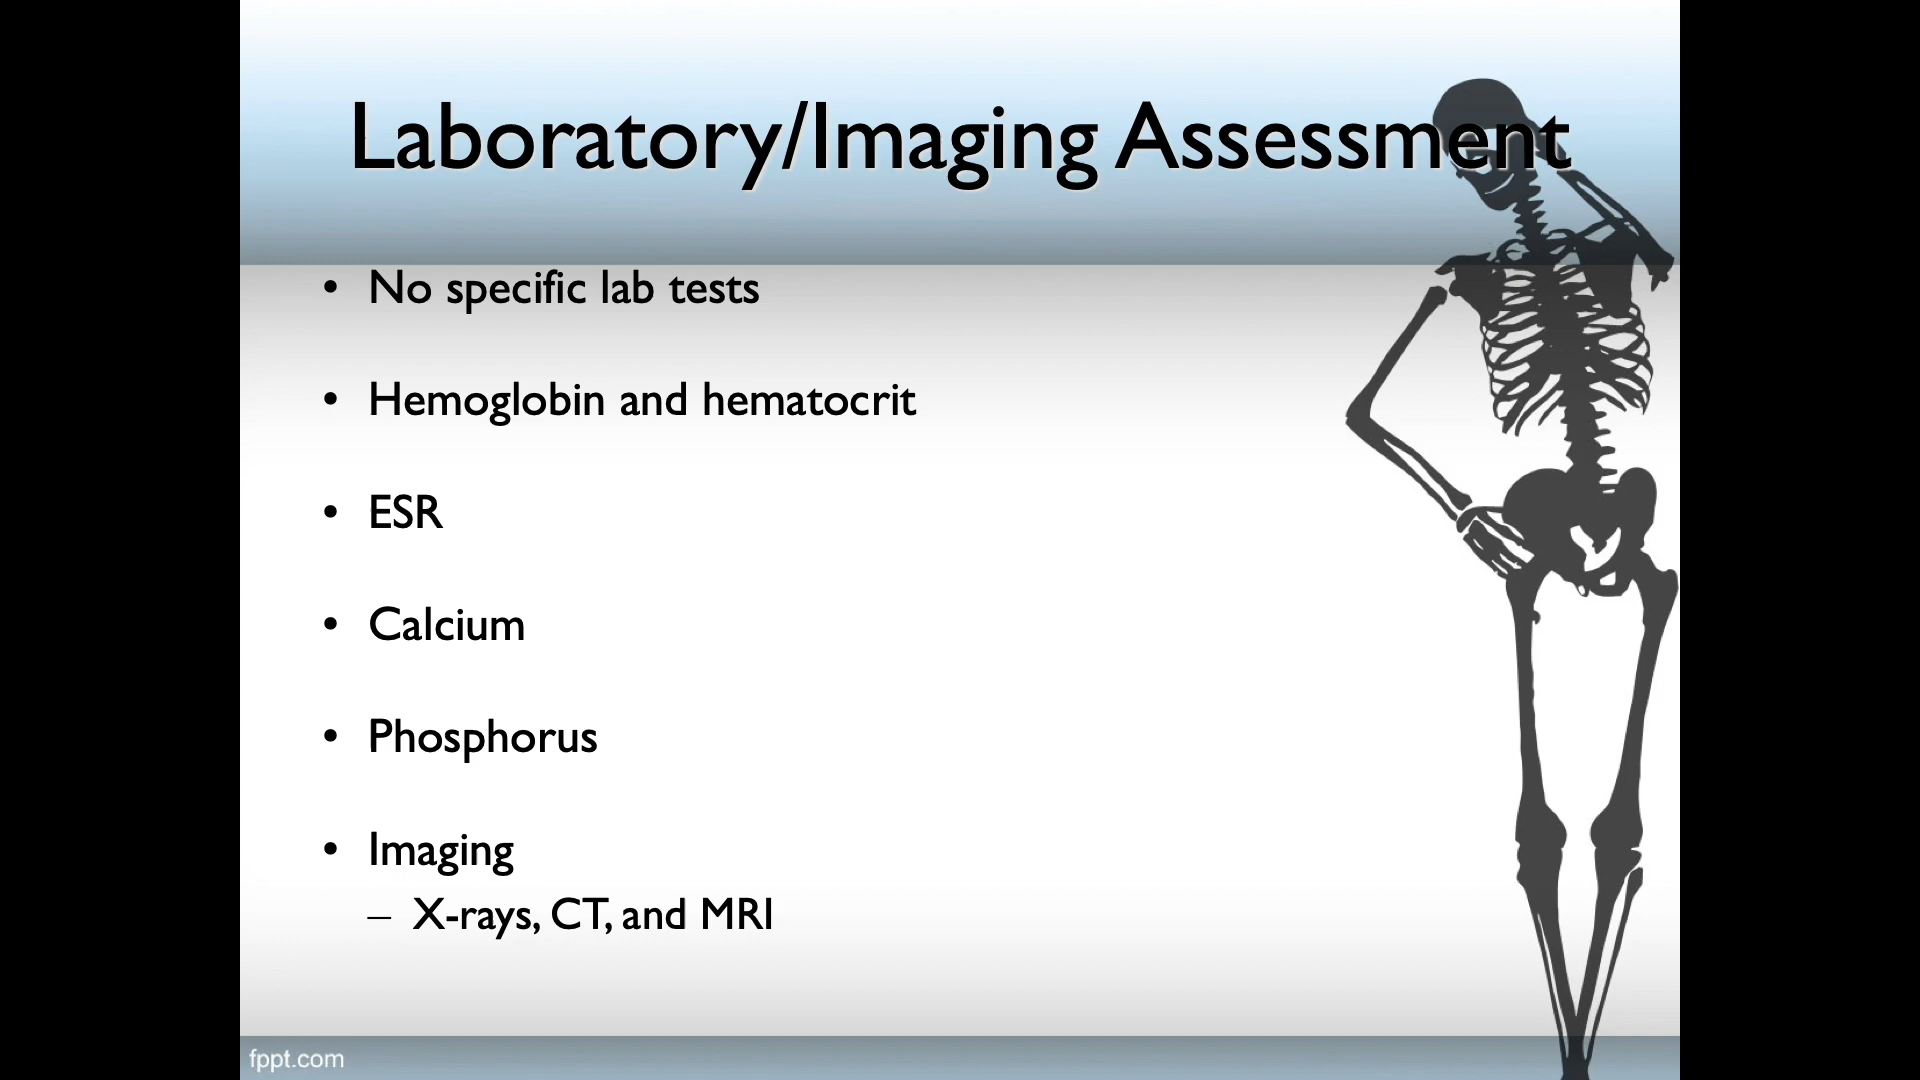 Laboratory/Imaging Assessment
• No specific lab tests
• Hemoglobin and hematocrit
• ESR
• Calcium
• Phosphorus
• Imaging
– X-rays, CT, and MRI
fppt.com